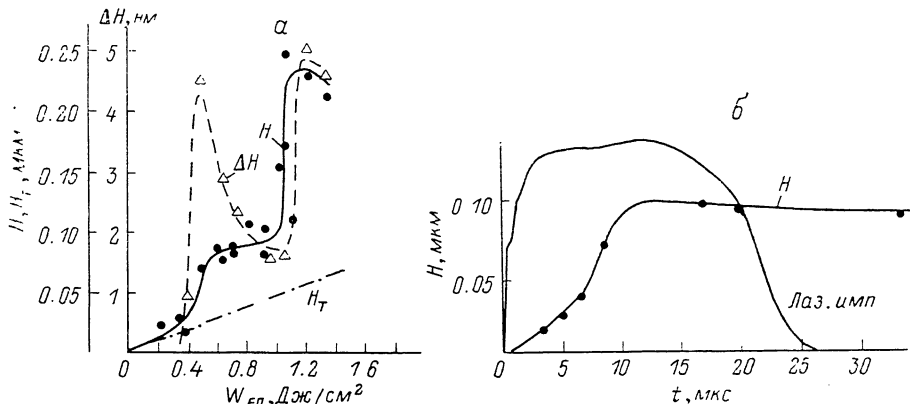 ΔH, нм
а
0.25
5
0.20
4
0.15
3
0.10
2
0.05
1
H, H_T, мкм
H
ΔH
H_T
0 0.4 0.8 1.2 1 6
Дж/см²
б
H
0 10
0.05
H, мкм
Лаз. имп
0 5 10 15 20 25 30
t, мкс